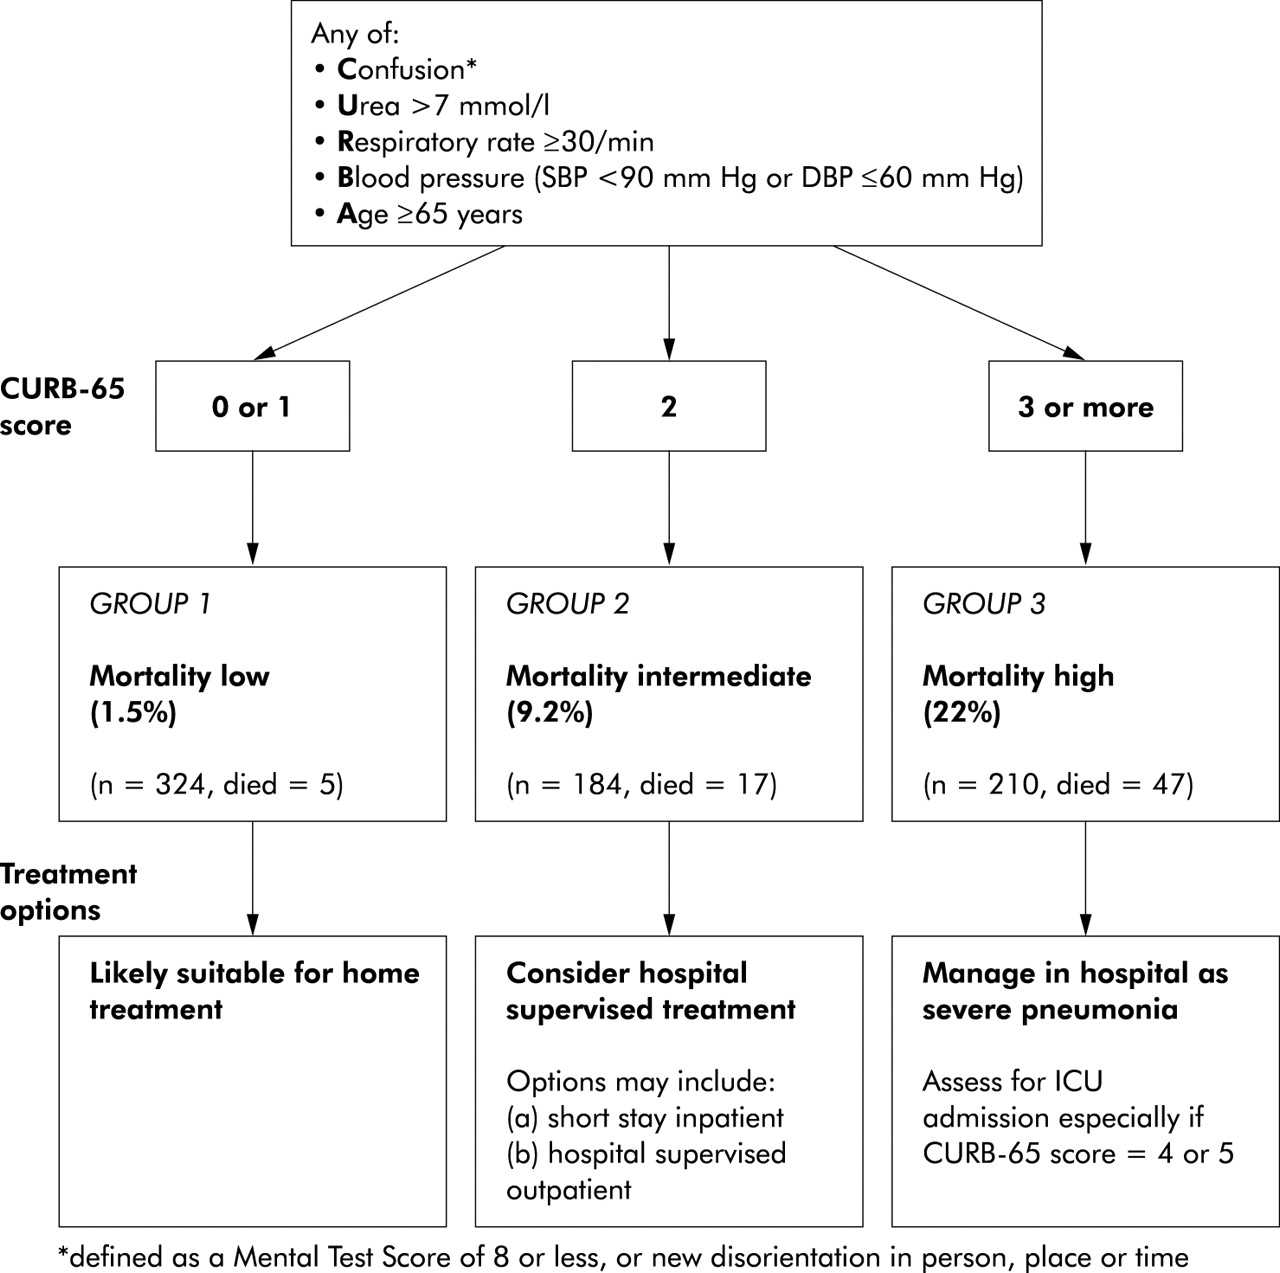 Any of:
• Confusion*
• Urea >7 mmol/l
• Respiratory rate ≥30/min
• Blood pressure (SBP <90 mm Hg or DBP ≤60 mm Hg)
• Age ≥65 years
CURB-65
score
0 or 1
2
3 or more
GROUP 1
Mortality low
(1.5%)
(n = 324, died = 5)
GROUP 2
Mortality intermediate
(9.2%)
(n = 184, died = 17)
GROUP 3
Mortality high
(22%)
(n = 210, died = 47)
Treatment
options
Likely suitable for home
treatment
Consider hospital
supervised treatment
Options may include:
(a) short stay inpatient
(b) hospital supervised
outpatient
Manage in hospital as
severe pneumonia
Assess for ICU
admission especially if
CURB-65 score = 4 or 5
*defined as a Mental Test Score of 8 or less, or new disorientation in person, place or time